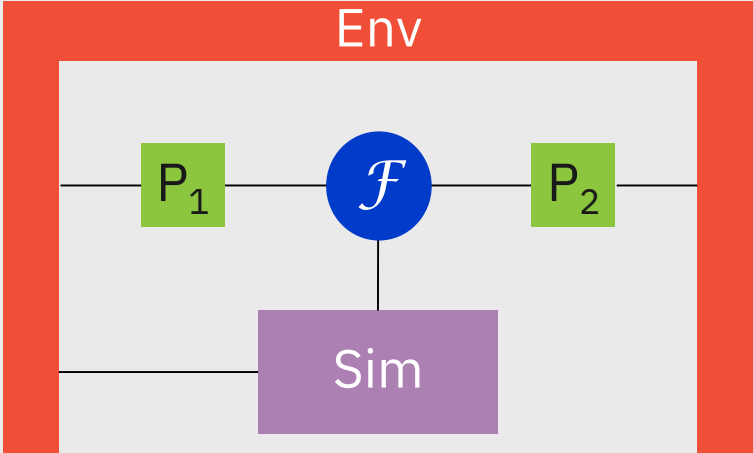 Env
P₁ ℱ P₂
Sim